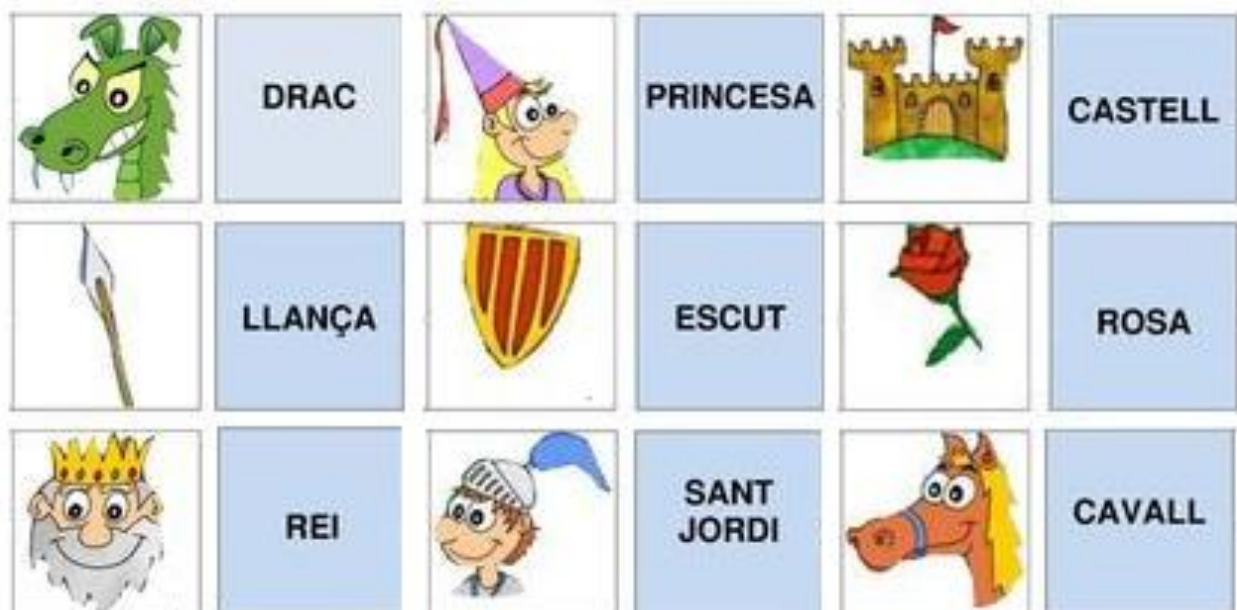 DRAC
PRINCESA
CASTELL
LLANÇA
ESCUT
ROSA
REI
SANT
JORDI
CAVALL